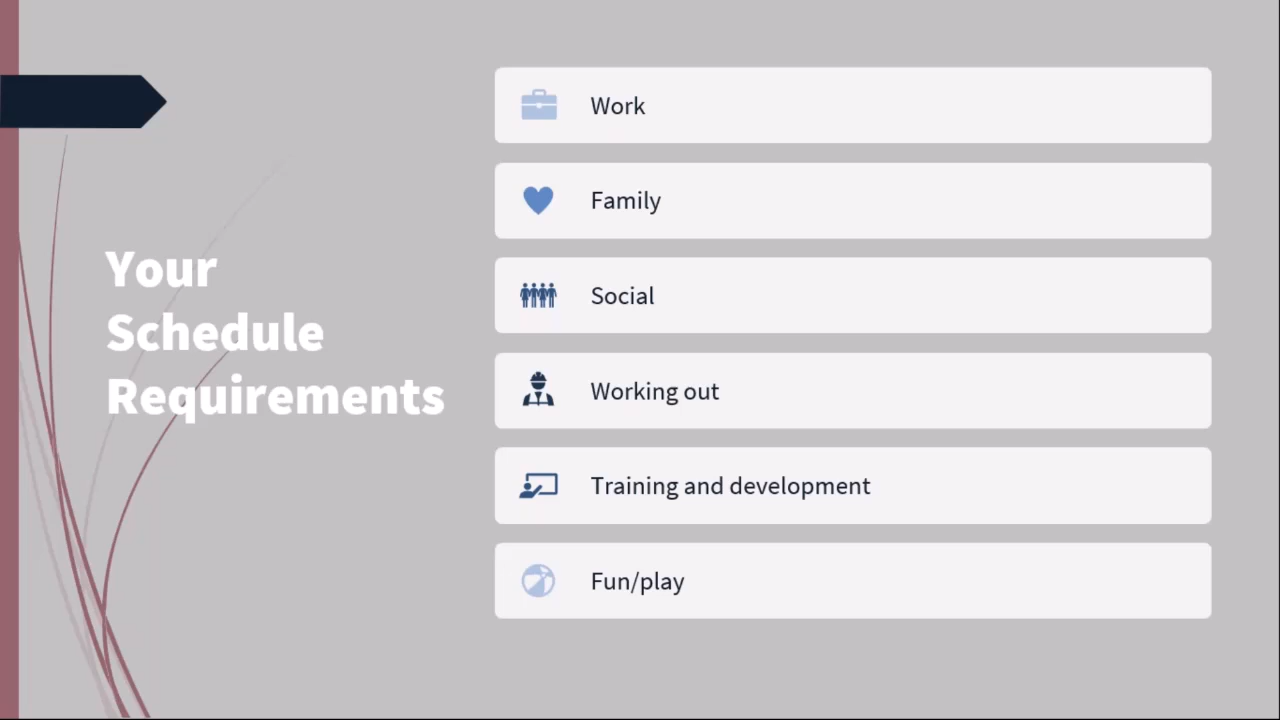 Your
Schedule
Requirements
Work
Family
Social
Working out
Training and development
Fun/play